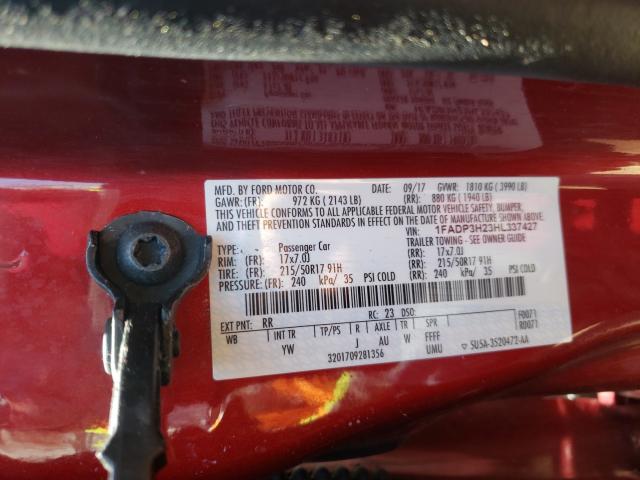 MFD. BY FORD MOTOR CO. DATE: 09/17 GVWR: 1810 KG ( 3990 LB)
GAWR: (FR): 972 KG ( 2143 LB) (RR): 880 KG ( 1940 LB)
THIS VEHICLE CONFORMS TO ALL APPLICABLE FEDERAL MOTOR VEHICLE SAFETY, BUMPER,
AND THEFT PREVENTION STANDARDS IN EFFECT ON THE DATE OF MANUFACTURE SHOWN ABOVE.
VIN: 1FADP3H23HL337427
TYPE: - Passenger Car TRAILER TOWING - SEE OWNER GUIDE
RIM: (FR): 17x7.0J (RR): 17x7.0J
TIRE: (FR): 215/50R17 91H (RR): 215/50R17 91H
PRESSURE: (FR): 240 kPa/ 35 PSI COLD (RR): 240 kPa/ 35 PSI COLD
EXT PNT: RR RC: 23 DSO: F0071
WB INT TR TP/PS R AXLE TR SPR R0071
YW J AU W FFFF
3201709281356 UMU SU5A-3520472-AA